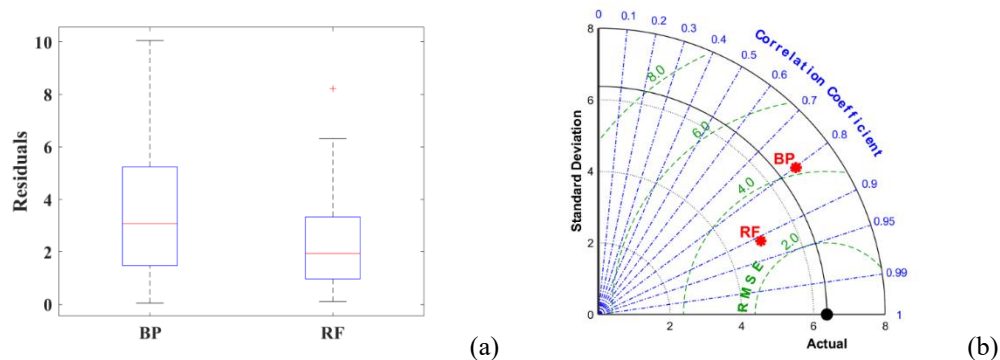 Residuals
10
8
6
4
2
0
BP
RF
(a)
Standard Deviation
8
6
4
2
0
0
0.1
0.2
0.3
0.4
0.5
0.6
0.7
0.8
0.9
0.95
0.99
1
Correlation Coefficient
8.0
6.0
4.0
2.0
RMSE
BP
RF
2
4
6
8
Actual
(b)